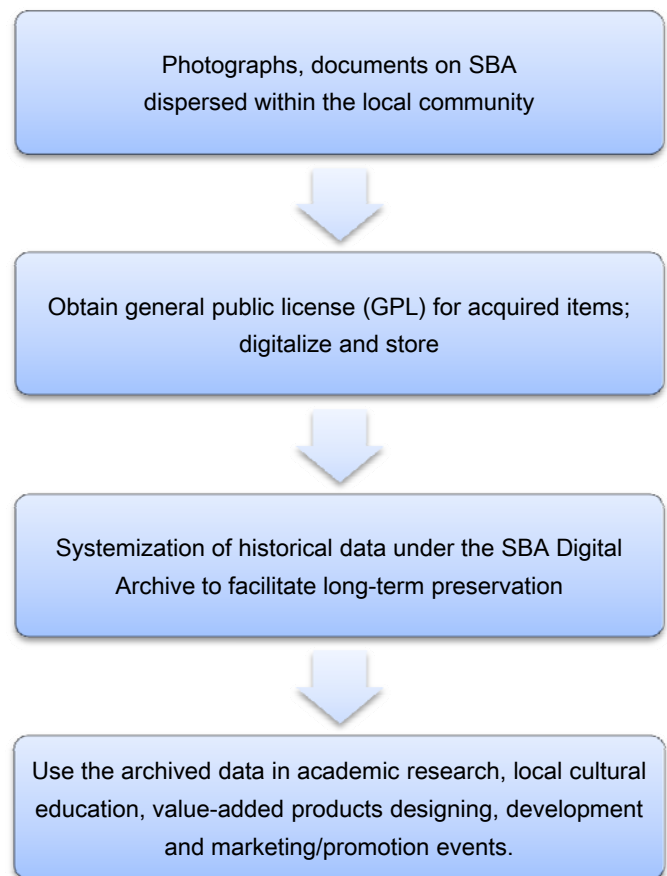 Photographs, documents on SBA
dispersed within the local community
Obtain general public license (GPL) for acquired items;
digitalize and store
Systemization of historical data under the SBA Digital
Archive to facilitate long-term preservation
Use the archived data in academic research, local cultural
education, value-added products designing, development
and marketing/promotion events.